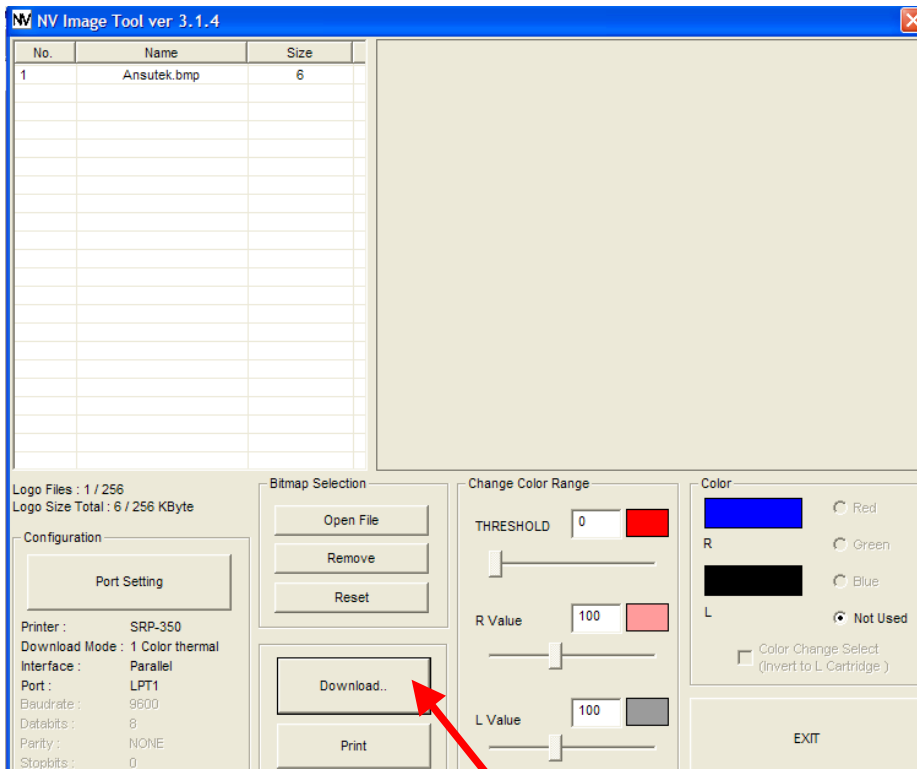 NV NV Image Tool ver 3.1.4
No. Name Size
1 Ansutek.bmp 6
Logo Files : 1 / 256
Logo Size Total : 6 / 256 KByte
Configuration
Port Setting
Printer : SRP-350
Download Mode : 1 Color thermal
Interface : Parallel
Port : LPT1
Baudrate : 9600
Databits : 8
Parity : NONE
Stopbits : 0
Bitmap Selection
Open File
Remove
Reset
Download..
Print
Change Color Range
THRESHOLD 0
R Value 100
L Value 100
Color
R
L
Red
Green
Blue
Not Used
Color Change Select
(Invert to L Cartridge )
EXIT